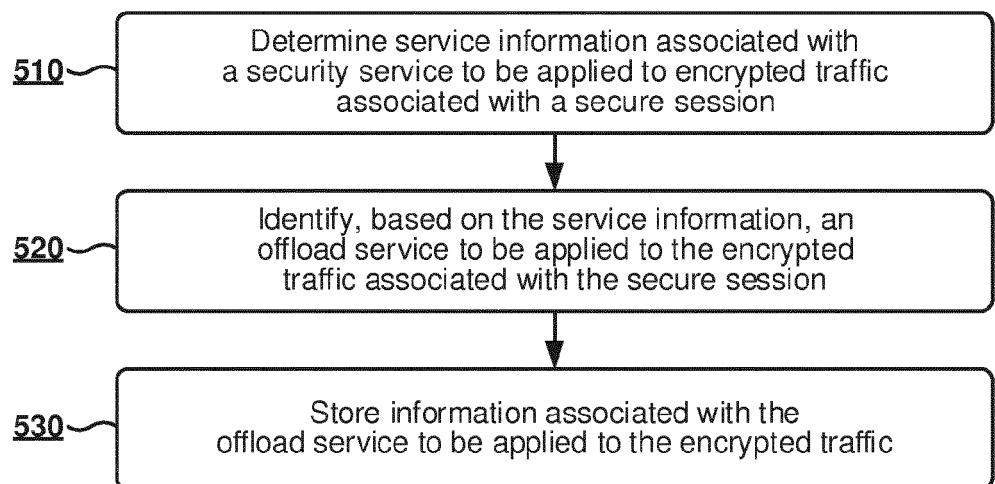 510
Determine service information associated with
a security service to be applied to encrypted traffic
associated with a secure session
520
Identify, based on the service information, an
offload service to be applied to the encrypted
traffic associated with the secure session
530
Store information associated with the
offload service to be applied to the encrypted traffic